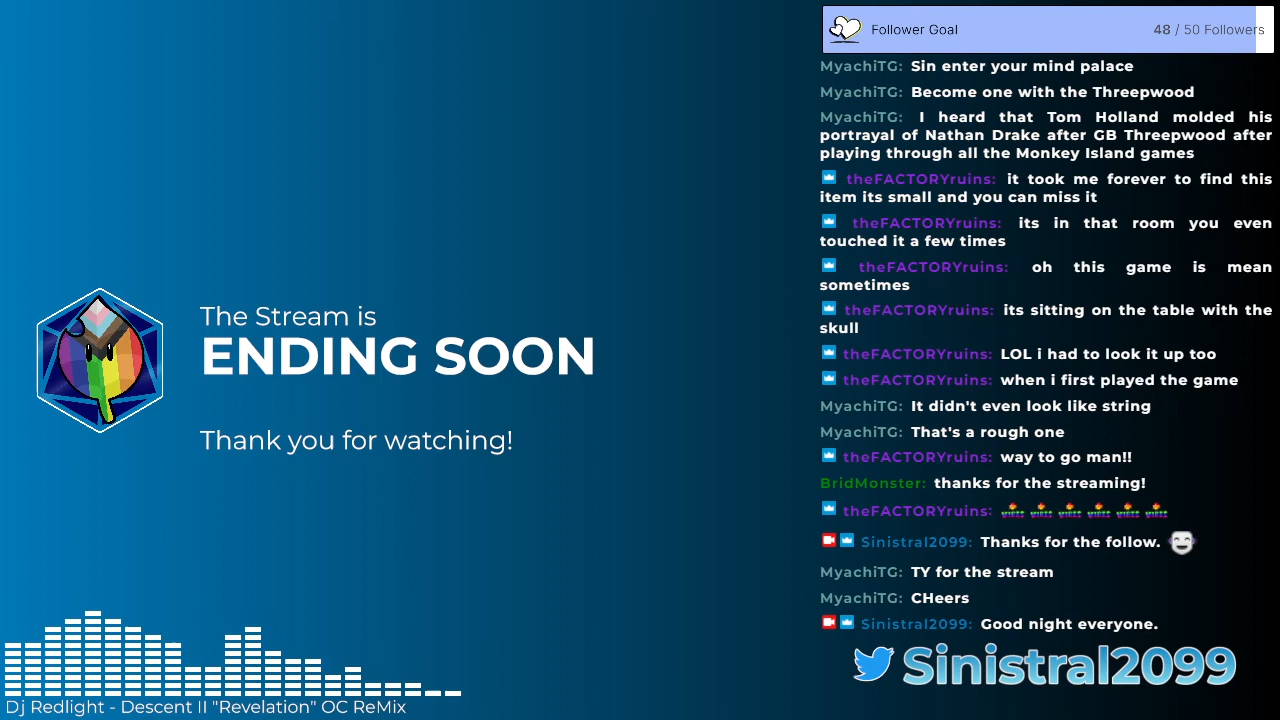 Follower Goal
48 / 50 Followers
MyachiTG: Sin enter your mind palace
MyachiTG: Become one with the Threepwood
MyachiTG: I heard that Tom Holland molded his
portrayal of Nathan Drake after GB Threepwood after
playing through all the Monkey Island games
theFACTORYruins: it took me forever to find this
item its small and you can miss it
theFACTORYruins: its in that room you even
touched it a few times
theFACTORYruins: oh this game is mean
sometimes
theFACTORYruins: its sitting on the table with the
skull
theFACTORYruins: LOL i had to look it up too
theFACTORYruins: when i first played the game
MyachiTG: It didn't even look like string
MyachiTG: That's a rough one
theFACTORYruins: way to go man!!
BridMonster: thanks for the streaming!
theFACTORYruins:
Sinistral2099: Thanks for the follow.
MyachiTG: TY for the stream
MyachiTG: CHeers
Sinistral2099: Good night everyone.
Sinistral2099
The Stream is
ENDING SOON
Thank you for watching!
Dj Redlight - Descent II "Revelation" OC ReMix